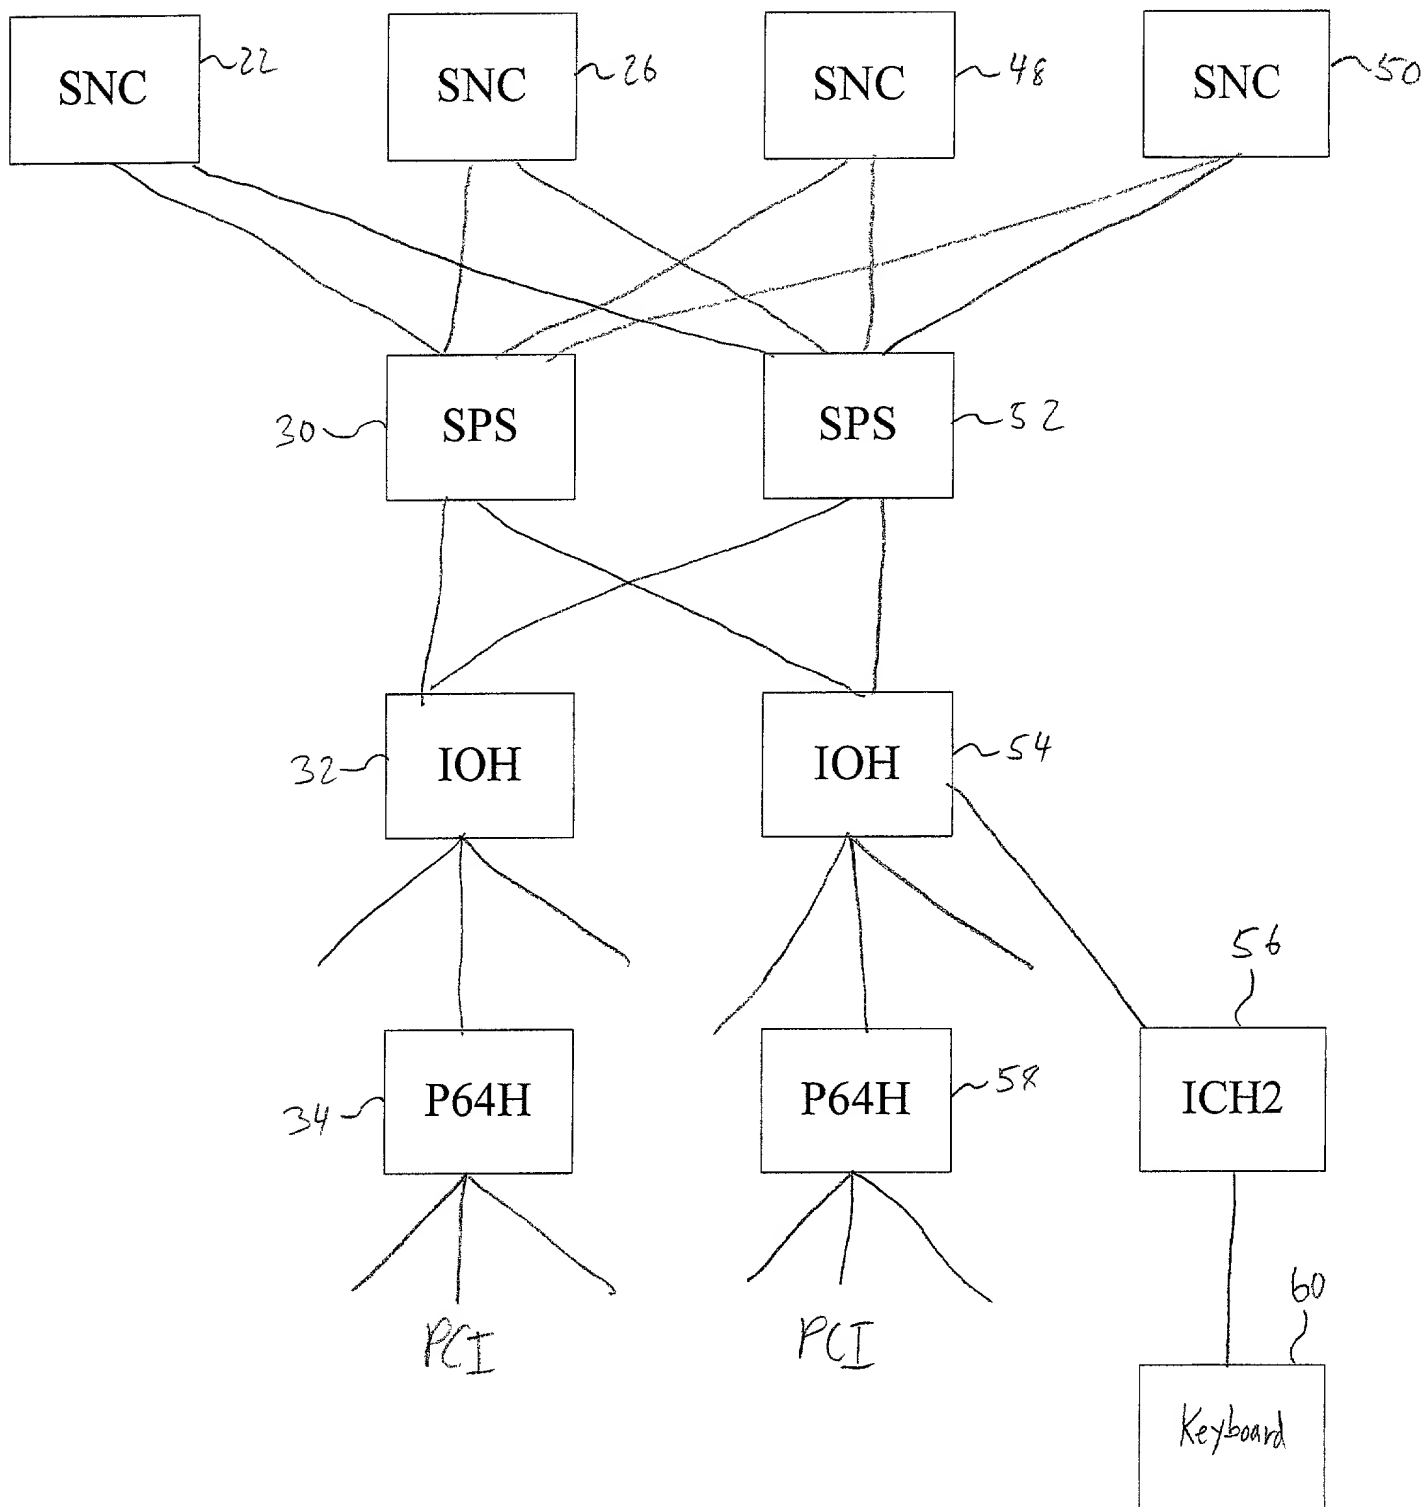 SNC 22 SNC 26 SNC 48 SNC 50
30 SPS SPS 52
32 IOH IOH 54
56
34 P64H P64H 58 ICH2
60
PCI PCI
Keyboard